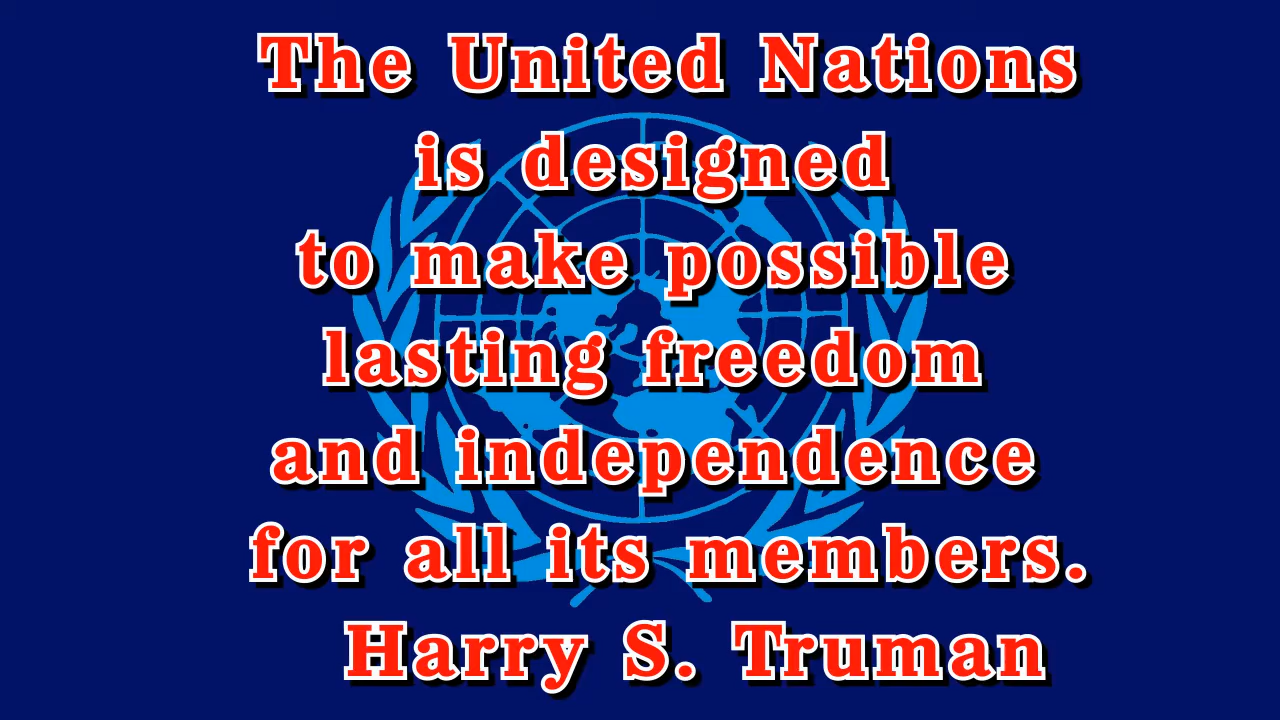 The United Nations
is designed
to make possible
lasting freedom
and independence
for all its members.
Harry S. Truman